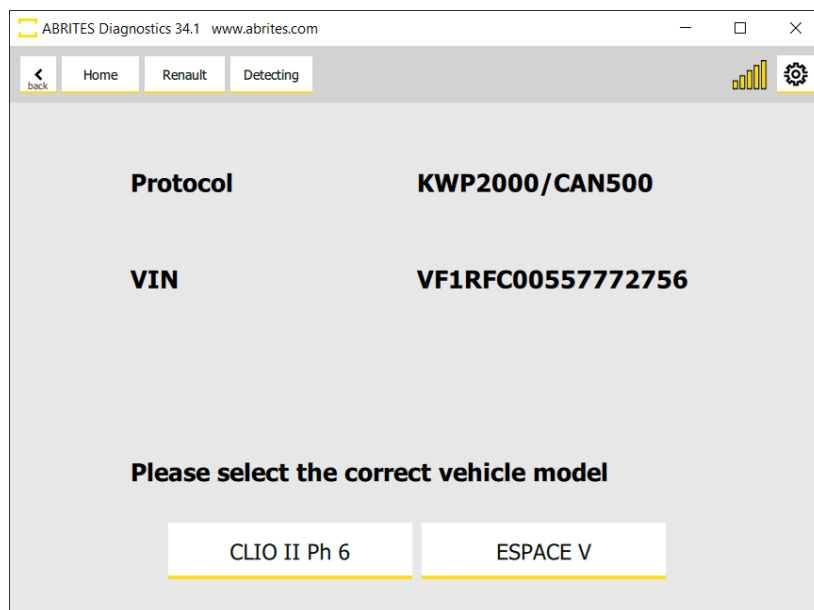 ABRITES Diagnostics 34.1 www.abrites.com
back Home Renault Detecting
Protocol KWP2000/CAN500
VIN VF1RFC00557772756
Please select the correct vehicle model
CLIO II Ph 6 ESPACE V